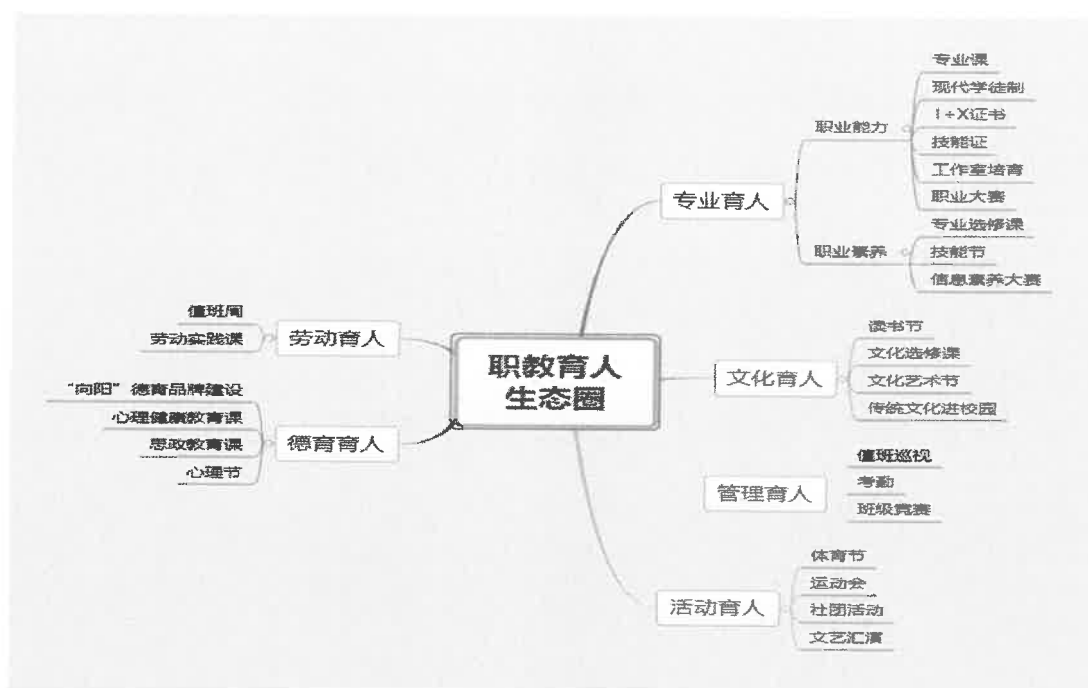 职教育人
生态圈
专业育人
职业能力
专业课
现代学徒制
1+X证书
技能证
工作室培育
职业大赛
职业素养
专业选修课
技能节
信息素养大赛
文化育人
读书节
文化选修课
文化艺术节
传统文化进校园
管理育人
值班巡视
考勤
班级竞赛
活动育人
体育节
运动会
社团活动
文艺汇演
劳动育人
值班周
劳动实践课
德育育人
“向阳”德育品牌建设
心理健康教育课
思政教育课
心理节